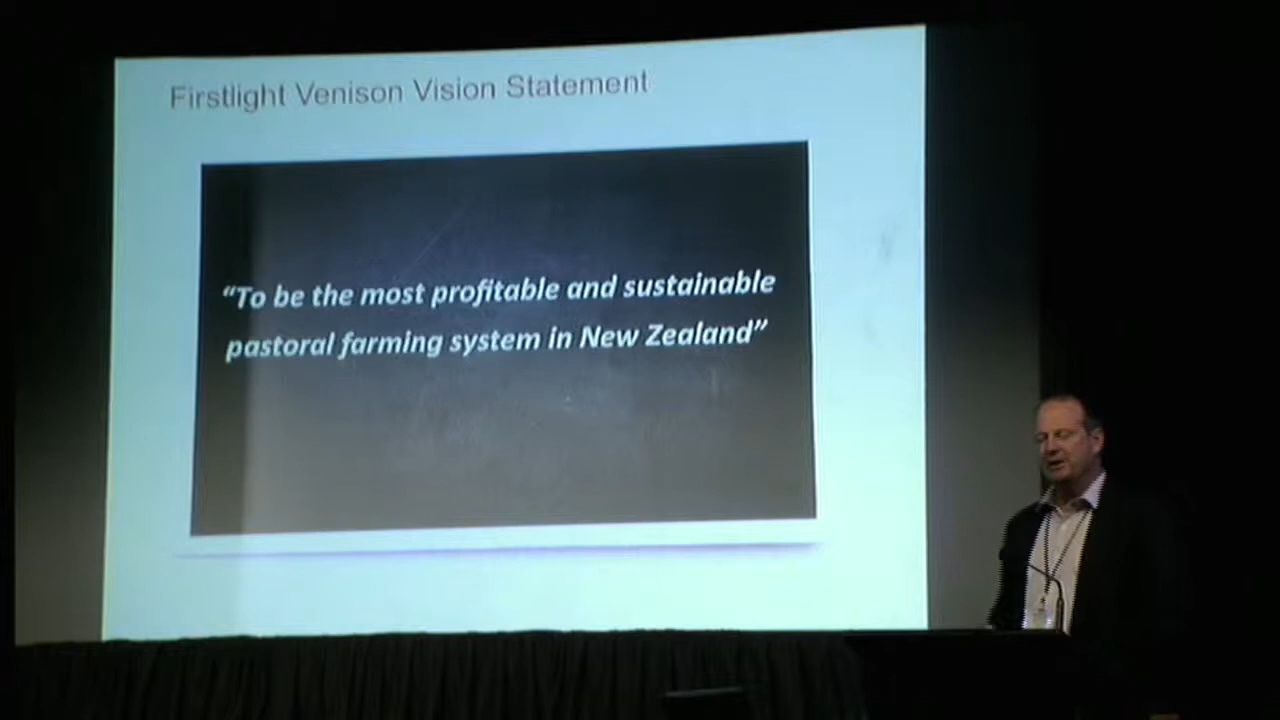 Firstlight Venison Vision Statement
“To be the most profitable and sustainable
pastoral farming system in New Zealand”